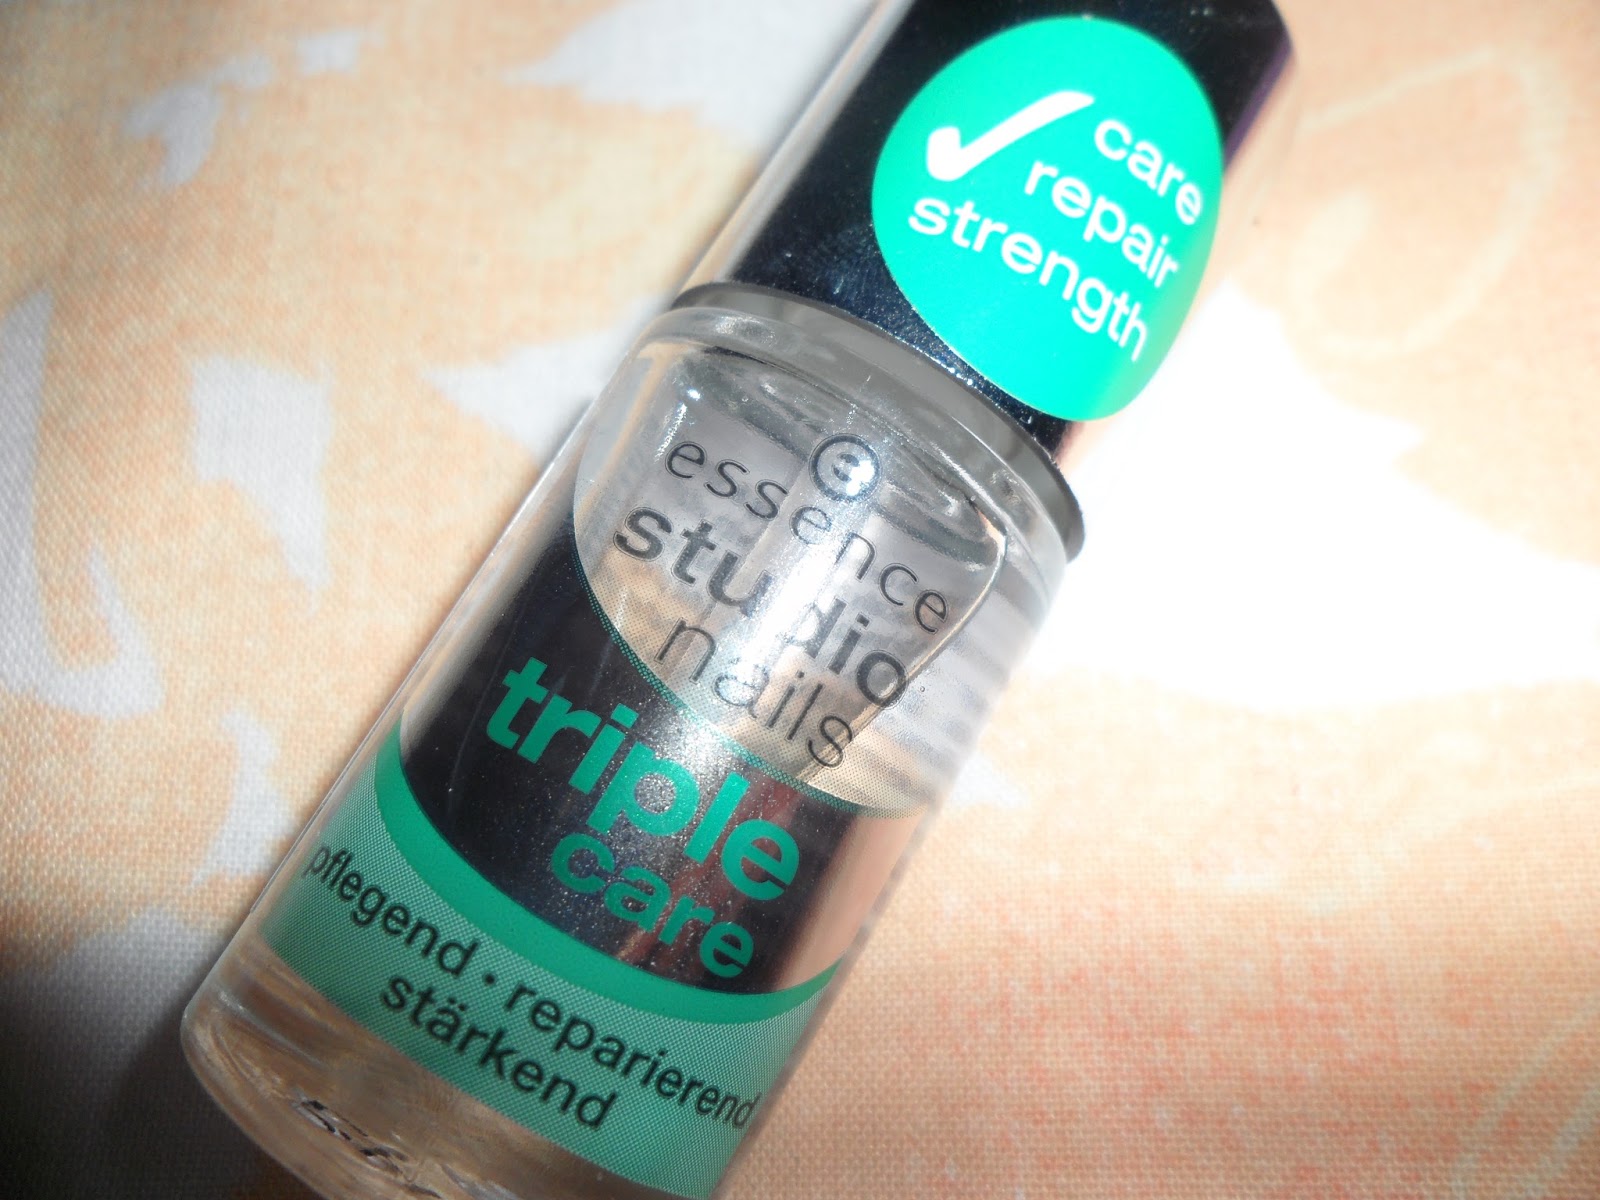 care
repair
strength
essence
studio
nails
triple
care
pflegend · reparierend
stärkend